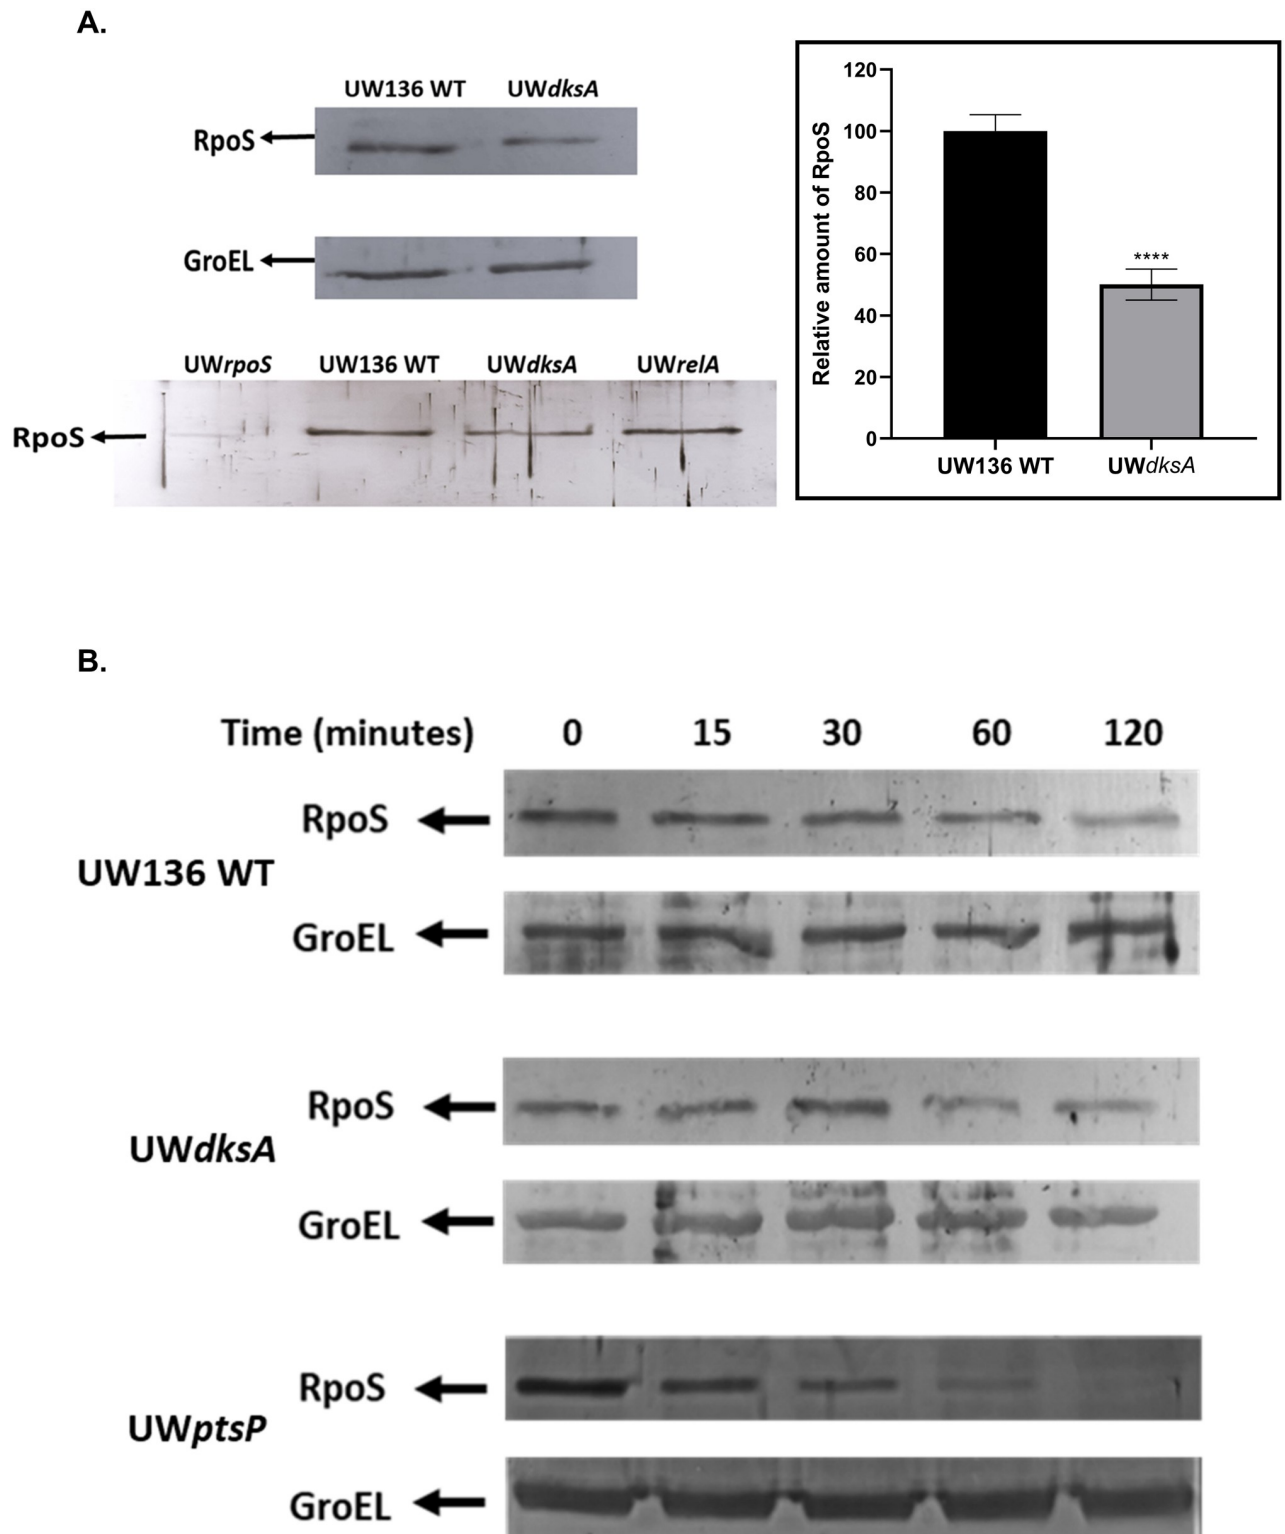 A.
UW136 WT UWdksA
RpoS
GroEL
UWrpoS UW136 WT UWdksA UWrelA
RpoS
Relative amount of RpoS
120
100
80
60
40
20
0
****
UW136 WT UWdksA
B.
Time (minutes) 0 15 30 60 120
RpoS
UW136 WT
GroEL
RpoS
UWdksA
GroEL
RpoS
UWptsP
GroEL